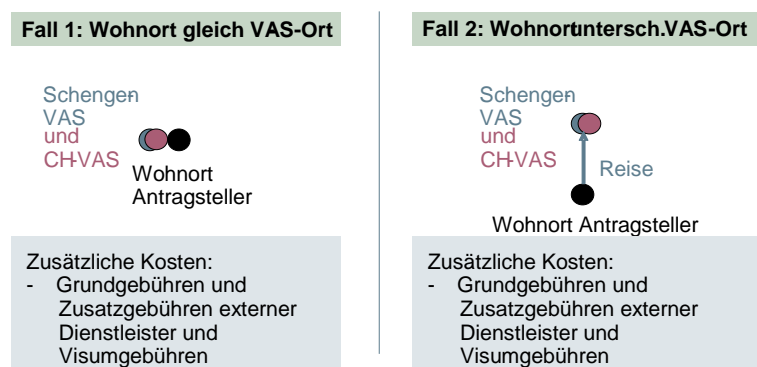 Fall 1: Wohnort gleich VAS-Ort
Schengen-
VAS
und
CH-VAS
Wohnort
Antragsteller
Zusätzliche Kosten:
- Grundgebühren und
Zusatzgebühren externer
Dienstleister und
Visumgebühren
Fall 2: Wohnort untersch. VAS-Ort
Schengen-
VAS
und
CH-VAS
Reise
Wohnort Antragsteller
Zusätzliche Kosten:
- Grundgebühren und
Zusatzgebühren externer
Dienstleister und
Visumgebühren